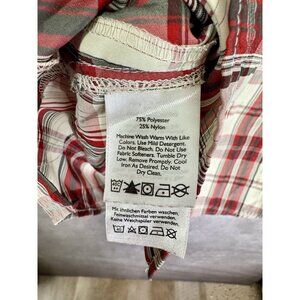 75% Polyester
25% Nylon
Machine Wash Warm With Like
Colors. Use Mild Detergent.
Do Not Bleach. Do Not Use
Fabric Softeners. Tumble Dry
Low. Remove Promptly. Cool
Iron As Desired. Do Not
Dry Clean.
Mit ähnlichen Farben waschen,
Feinwaschmittel verwenden,
Keine Weichspüler verwenden.